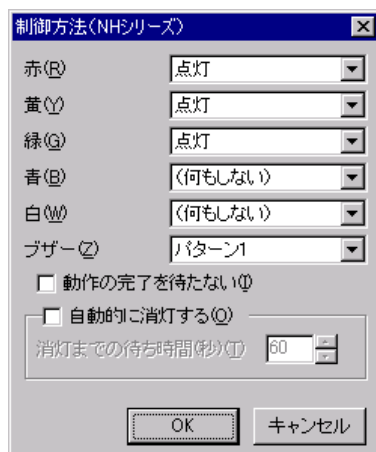 制御方法(NHシリーズ)
赤(R) 点灯
黄(Y) 点灯
緑(G) 点灯
青(B) (何もしない)
白(W) (何もしない)
ブザー(Z) パターン1
動作の完了を待たない(I)
自動的に消灯する(O)
消灯までの待ち時間(秒)(T) 60
OK キャンセル